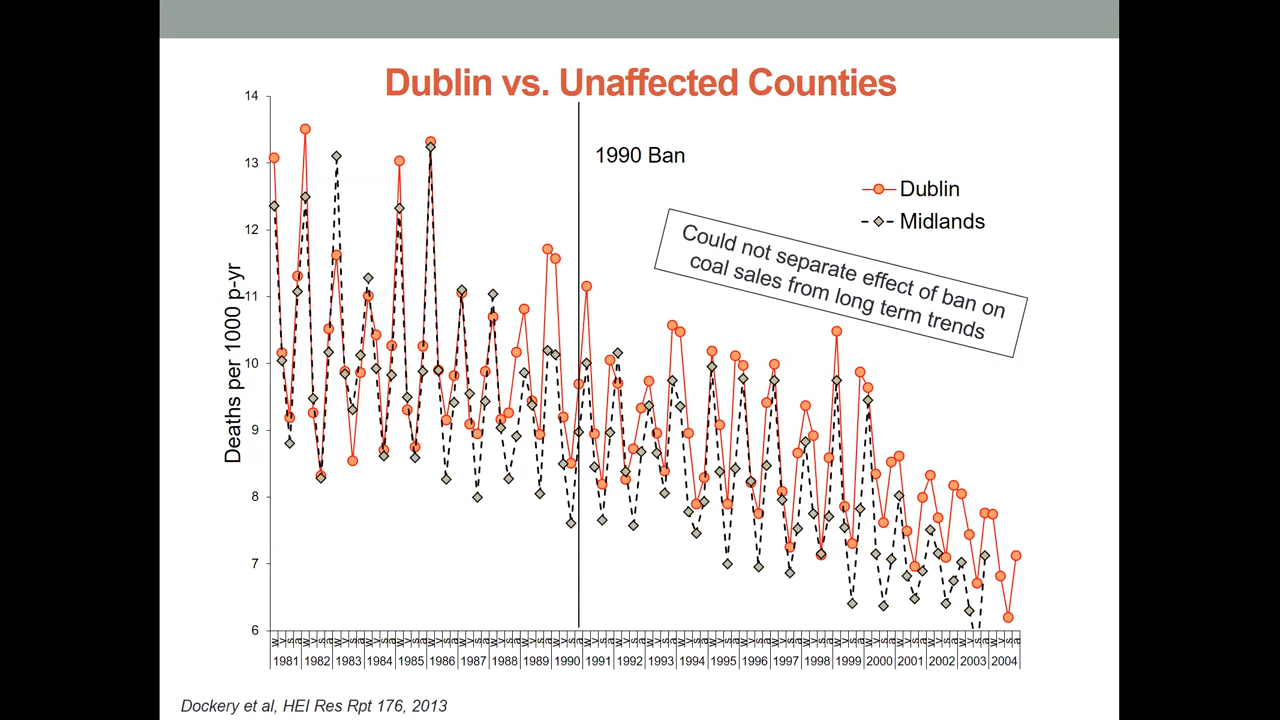 Dublin vs. Unaffected Counties
14
13
12
11
10
9
8
7
6
Deaths per 1000 p-yr
1990 Ban
Dublin
Midlands
Could not separate effect of ban on
coal sales from long term trends
w y s a w y s a w y s a w y s a w y s a w y s a w y s a w y s a w y s a w y s a w y s a w y s a w y s a w y s a w y s a w y s a w y s a w y s a w y s a w y s a w y s a w y s a w y s a w y s a
1981 1982 1983 1984 1985 1986 1987 1988 1989 1990 1991 1992 1993 1994 1995 1996 1997 1998 1999 2000 2001 2002 2003 2004
Dockery et al, HEI Res Rpt 176, 2013